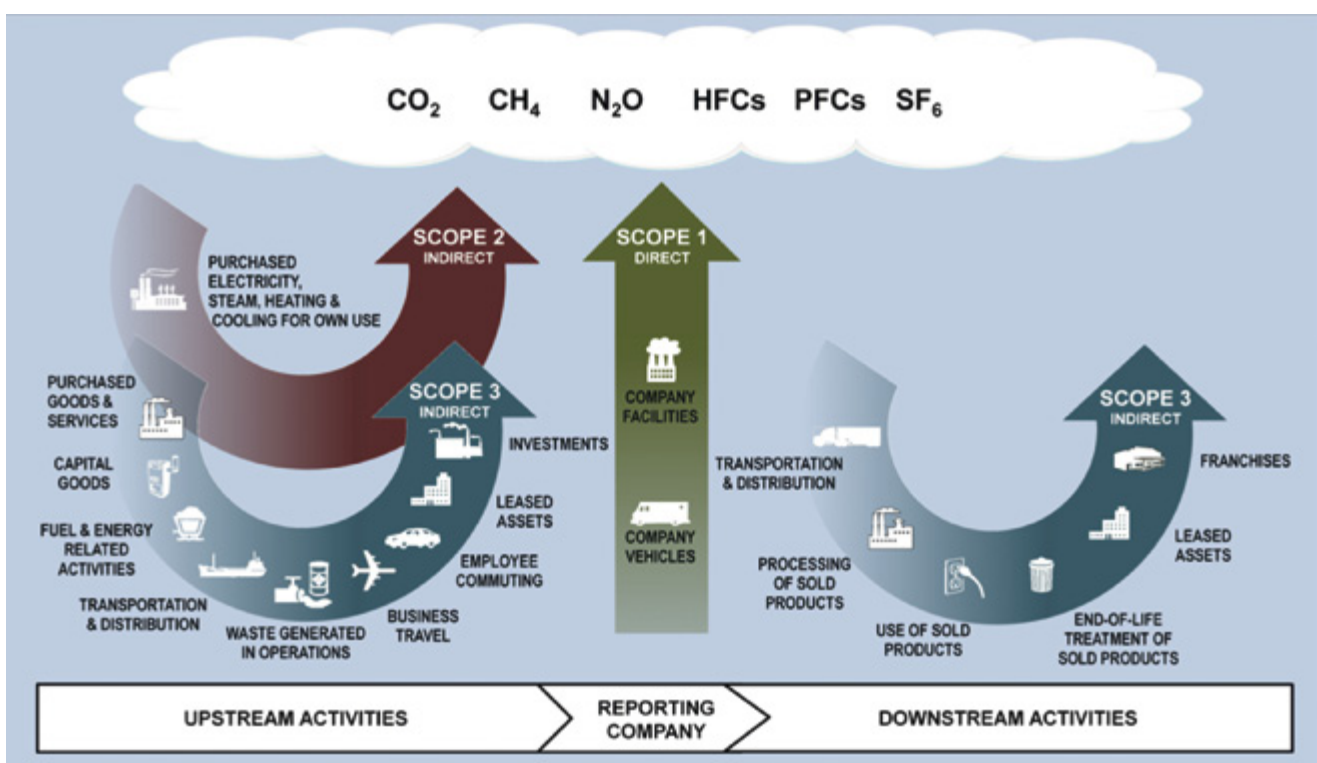 CO2 CH4 N2O HFCs PFCs SF6
SCOPE 2
INDIRECT
PURCHASED
ELECTRICITY,
STEAM, HEATING &
COOLING FOR OWN USE
SCOPE 1
DIRECT
COMPANY
FACILITIES
COMPANY
VEHICLES
SCOPE 3
INDIRECT
PURCHASED
GOODS &
SERVICES
CAPITAL
GOODS
FUEL & ENERGY
RELATED
ACTIVITIES
TRANSPORTATION
& DISTRIBUTION
WASTE GENERATED
IN OPERATIONS
BUSINESS
TRAVEL
EMPLOYEE
COMMUTING
LEASED
ASSETS
INVESTMENTS
SCOPE 3
INDIRECT
TRANSPORTATION
& DISTRIBUTION
PROCESSING
OF SOLD
PRODUCTS
USE OF SOLD
PRODUCTS
END-OF-LIFE
TREATMENT OF
SOLD PRODUCTS
LEASED
ASSETS
FRANCHISES
UPSTREAM ACTIVITIES
REPORTING
COMPANY
DOWNSTREAM ACTIVITIES